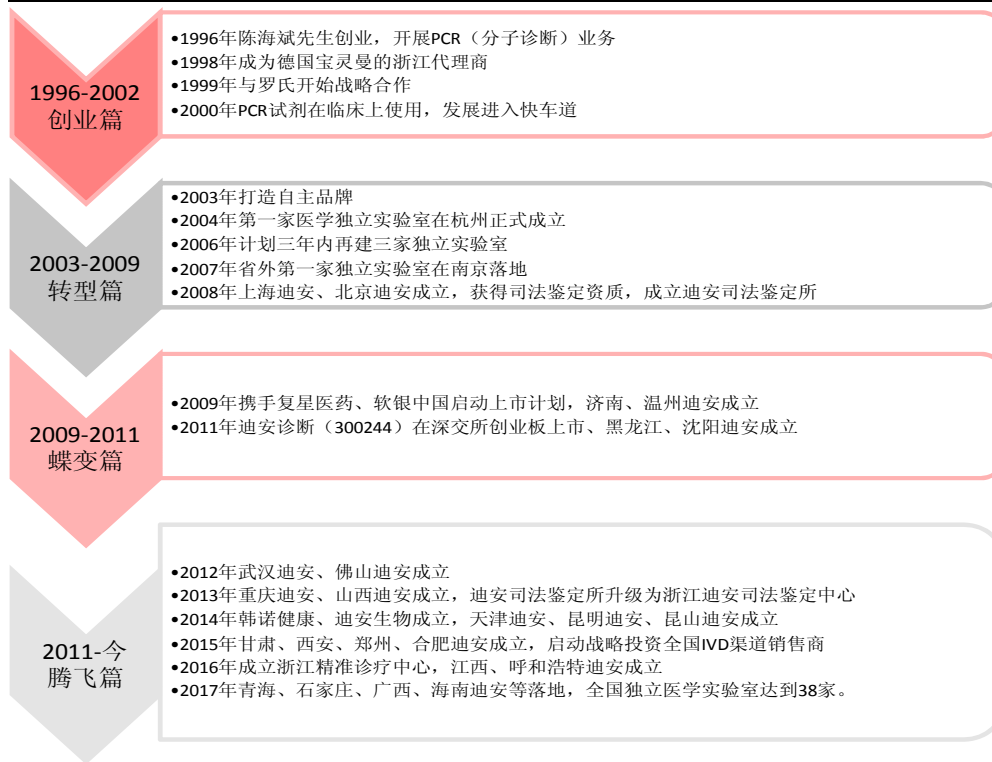 1996-2002
创业篇
•1996年陈海斌先生创业，开展PCR（分子诊断）业务
•1998年成为德国宝灵曼的浙江代理商
•1999年与罗氏开始战略合作
•2000年PCR试剂在临床上使用，发展进入快车道
2003-2009
转型篇
•2003年打造自主品牌
•2004年第一家医学独立实验室在杭州正式成立
•2006年计划三年内再建三家独立实验室
•2007年省外第一家独立实验室在南京落地
•2008年上海迪安、北京迪安成立，获得司法鉴定资质，成立迪安司法鉴定所
2009-2011
蝶变篇
•2009年携手复星医药、软银中国启动上市计划，济南、温州迪安成立
•2011年迪安诊断（300244）在深交所创业板上市、黑龙江、沈阳迪安成立
2011-今
腾飞篇
•2012年武汉迪安、佛山迪安成立
•2013年重庆迪安、山西迪安成立，迪安司法鉴定所升级为浙江迪安司法鉴定中心
•2014年韩诺健康、迪安生物成立，天津迪安、昆明迪安、昆山迪安成立
•2015年甘肃、西安、郑州、合肥迪安成立，启动战略投资全国IVD渠道销售商
•2016年成立浙江精准诊疗中心，江西、呼和浩特迪安成立
•2017年青海、石家庄、广西、海南迪安等落地，全国独立医学实验室达到38家。